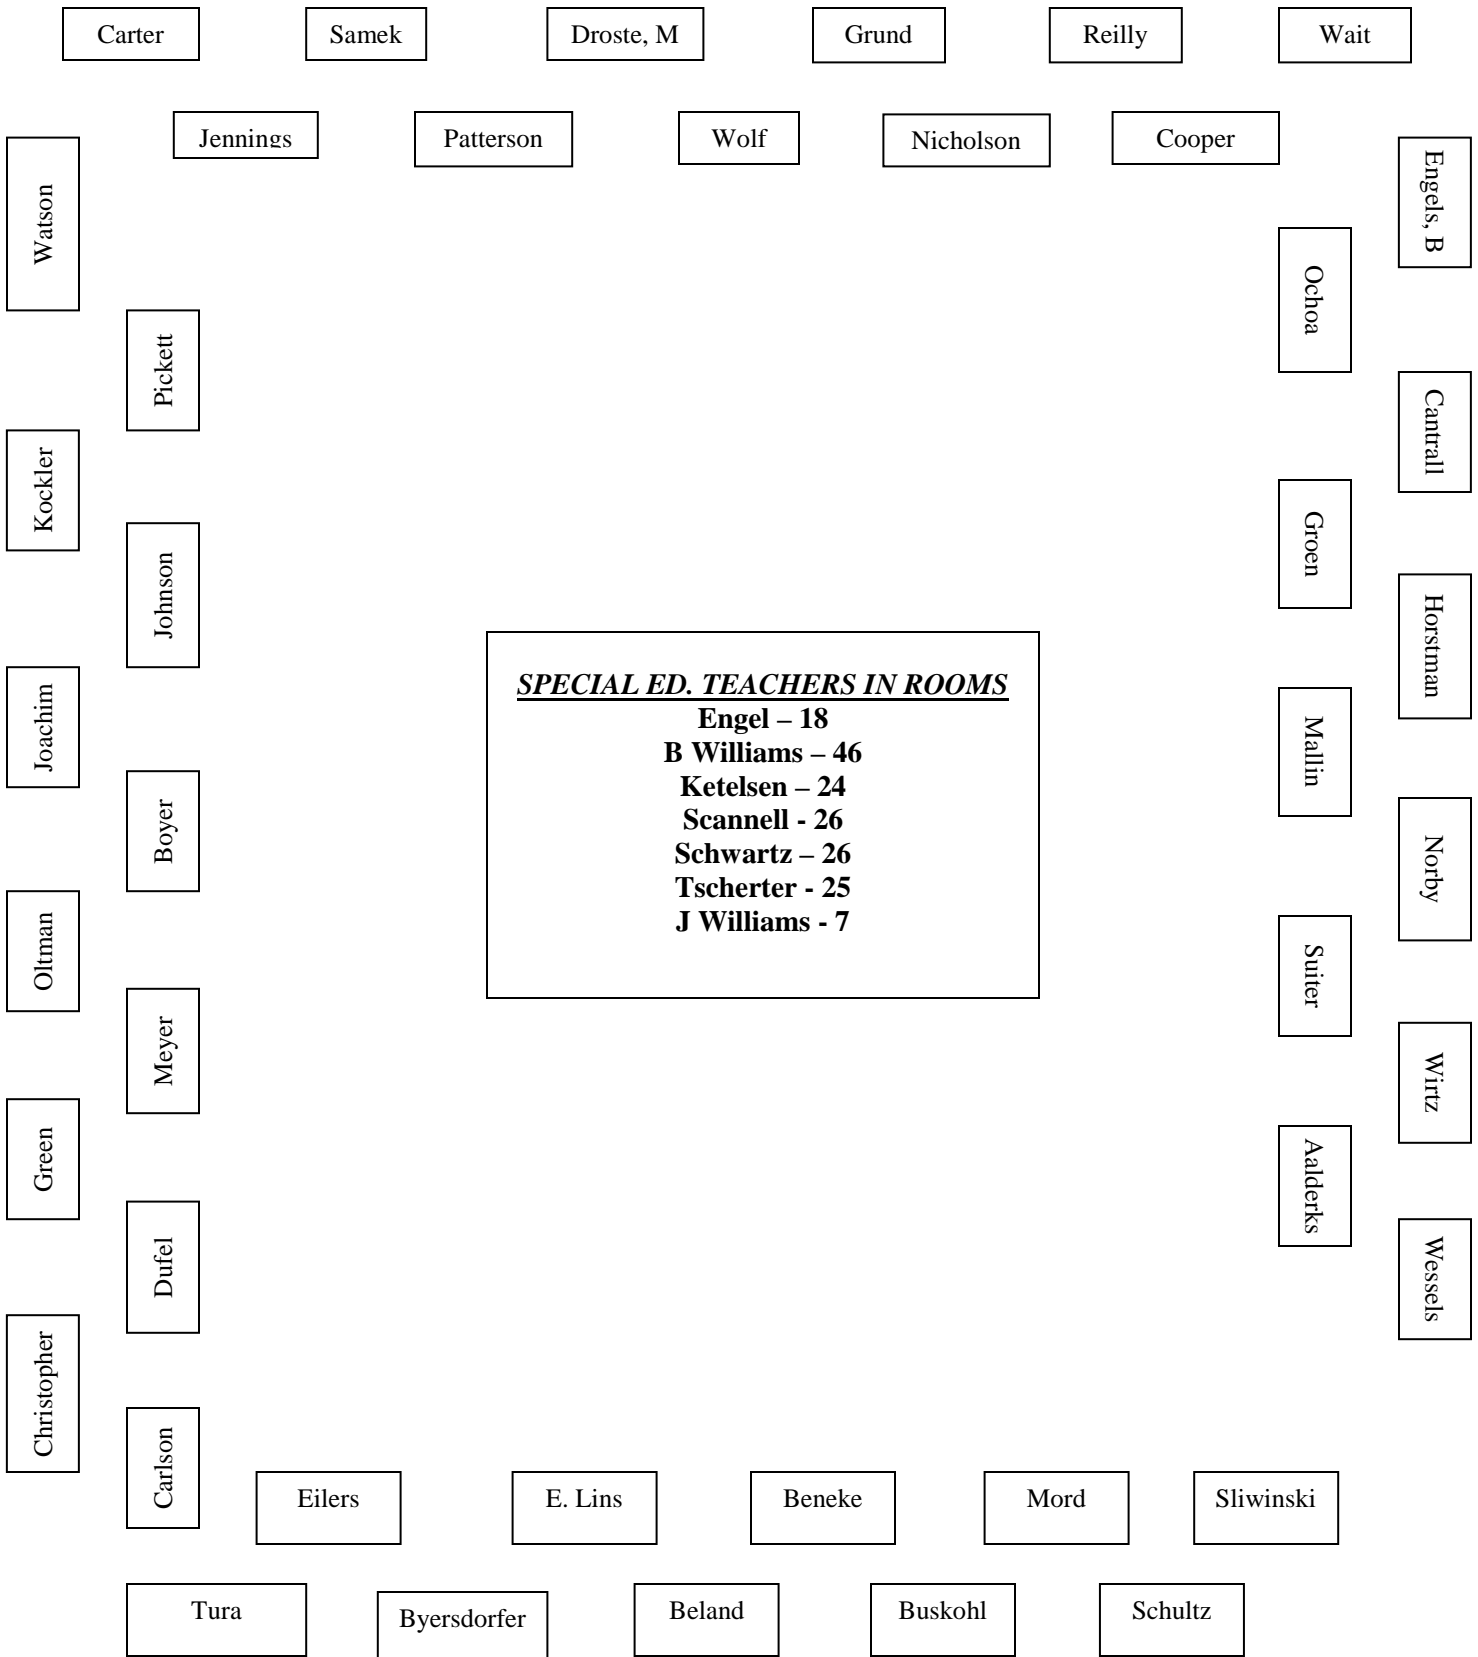 Carter
Samek
Droste, M
Grund
Reilly
Wait
Jennings
Patterson
Wolf
Nicholson
Cooper
Watson
Pickett
Kockler
Johnson
Joachim
Boyer
Oltman
Meyer
Green
Dufel
Christopher
Carlson
SPECIAL ED. TEACHERS IN ROOMS
Engel – 18
B Williams – 46
Ketelsen – 24
Scannell - 26
Schwartz – 26
Tscherter - 25
J Williams - 7
Engels, B
Ochoa
Cantrall
Groen
Horstman
Mallin
Norby
Suiter
Wirtz
Aalderks
Wessels
Eilers
E. Lins
Beneke
Mord
Sliwinski
Tura
Byersdorfer
Beland
Buskohl
Schultz